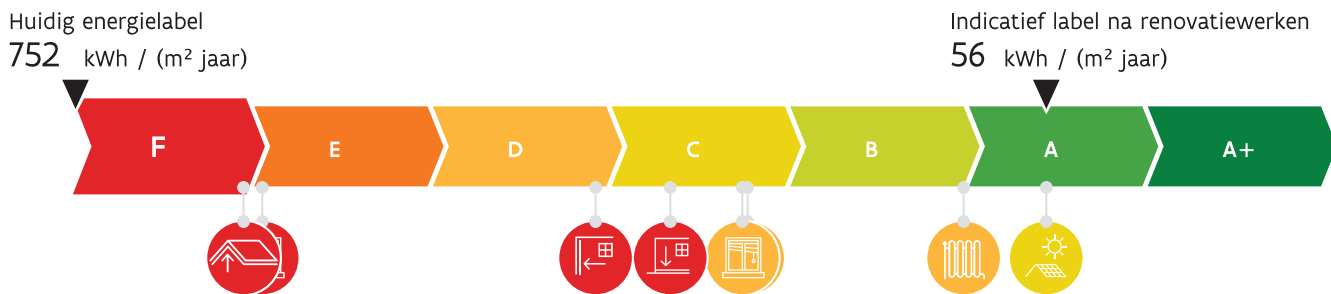 Huidig energielabel
752 kWh / (m² jaar)
Indicatief label na renovatiewerken
56 kWh / (m² jaar)
F E D C B A A+